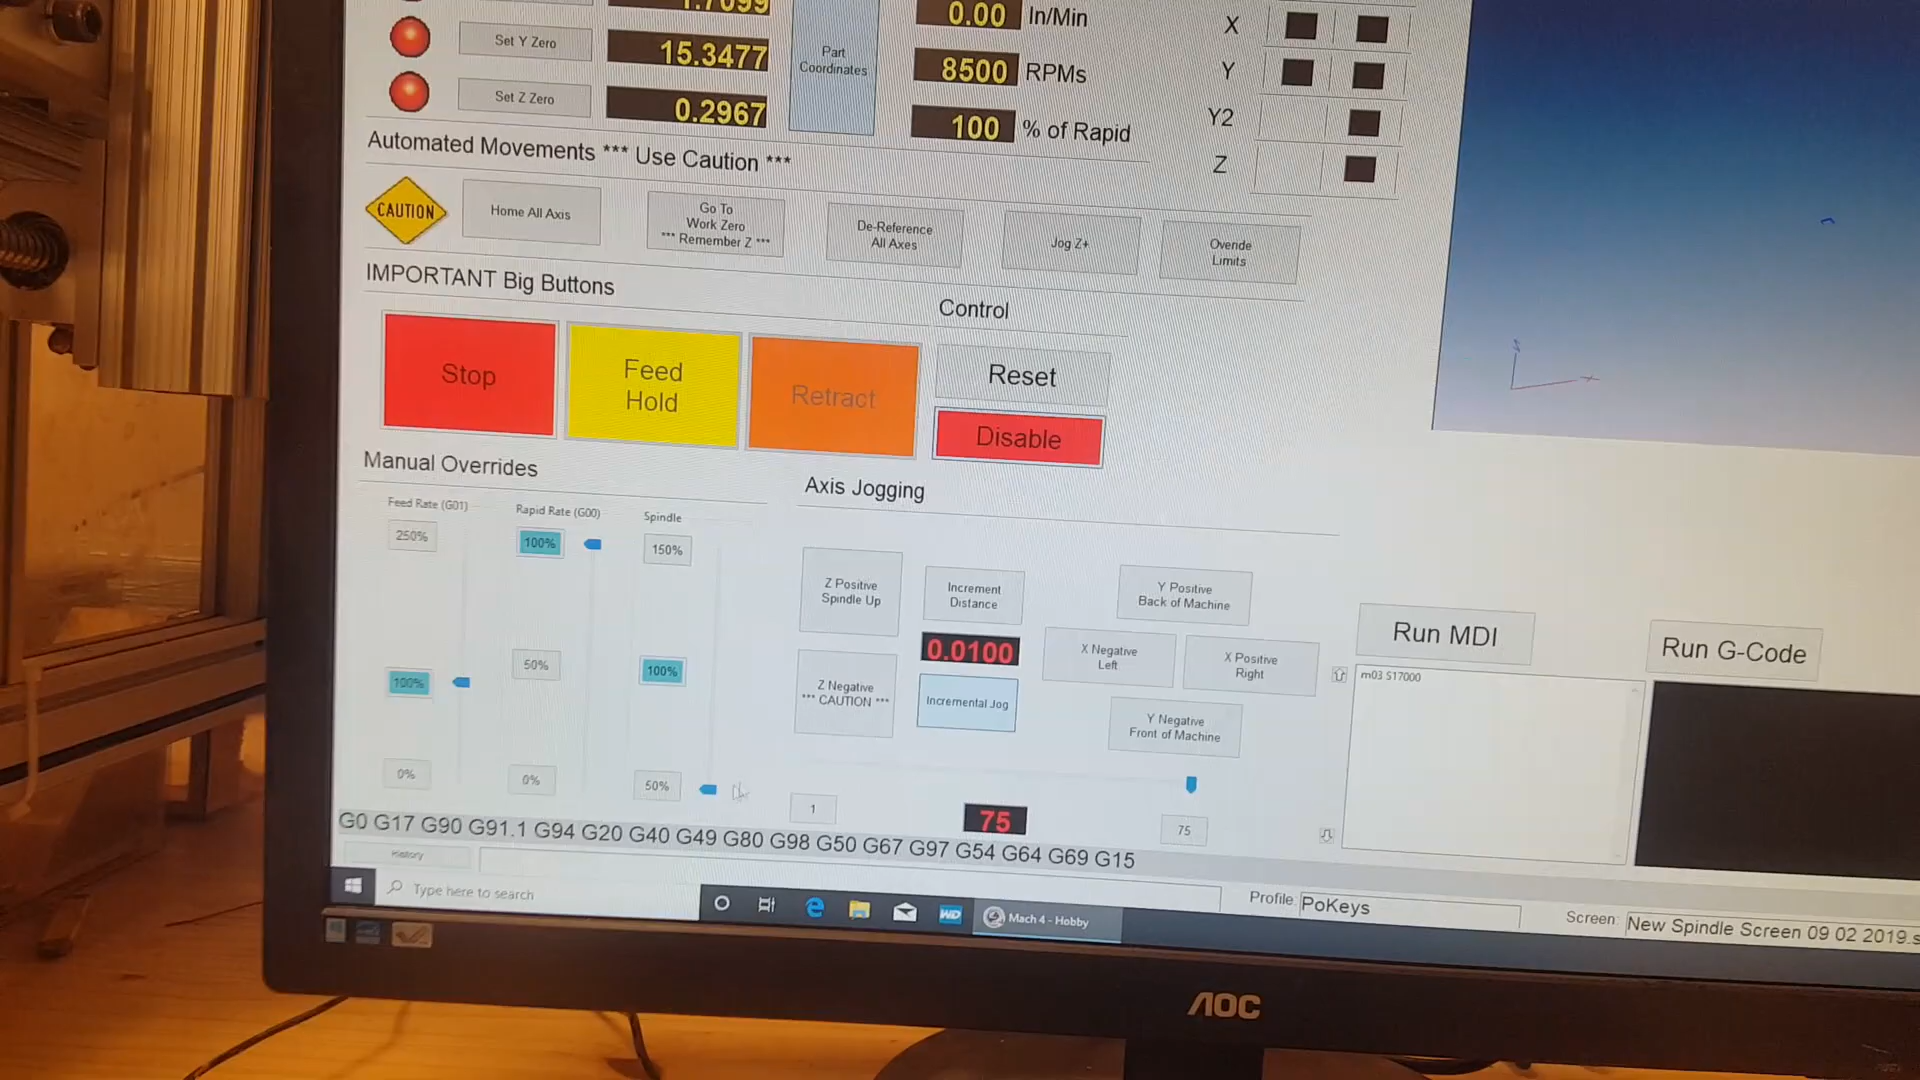 1.7099
0.00 In/Min
X
Set Y Zero
15.3477
Part
Coordinates
8500 RPMs
Y
Set Z Zero
0.2967
100 % of Rapid
Y2
Z
Automated Movements *** Use Caution ***
CAUTION
Home All Axis
Go To
Work Zero
*** Remember Z ***
De-Reference
All Axes
Jog Z+
Overide
Limits
IMPORTANT Big Buttons
Control
Stop
Feed
Hold
Retract
Reset
Disable
Manual Overrides
Axis Jogging
Feed Rate (G01)
Rapid Rate (G00)
Spindle
250%
100%
150%
100%
50%
100%
0%
0%
50%
Z Positive
Spindle Up
Increment
Distance
Y Positive
Back of Machine
0.0100
X Negative
Left
X Positive
Right
Z Negative
*** CAUTION ***
Incremental Jog
Y Negative
Front of Machine
1
75
75
Run MDI
Run G-Code
m03 S17000
G0 G17 G90 G91.1 G94 G20 G40 G49 G80 G98 G50 G67 G97 G54 G64 G69 G15
History
Type here to search
WD
Mach 4 - Hobby
Profile: PoKeys
Screen: New Spindle Screen 09 02 2019.s
AOC